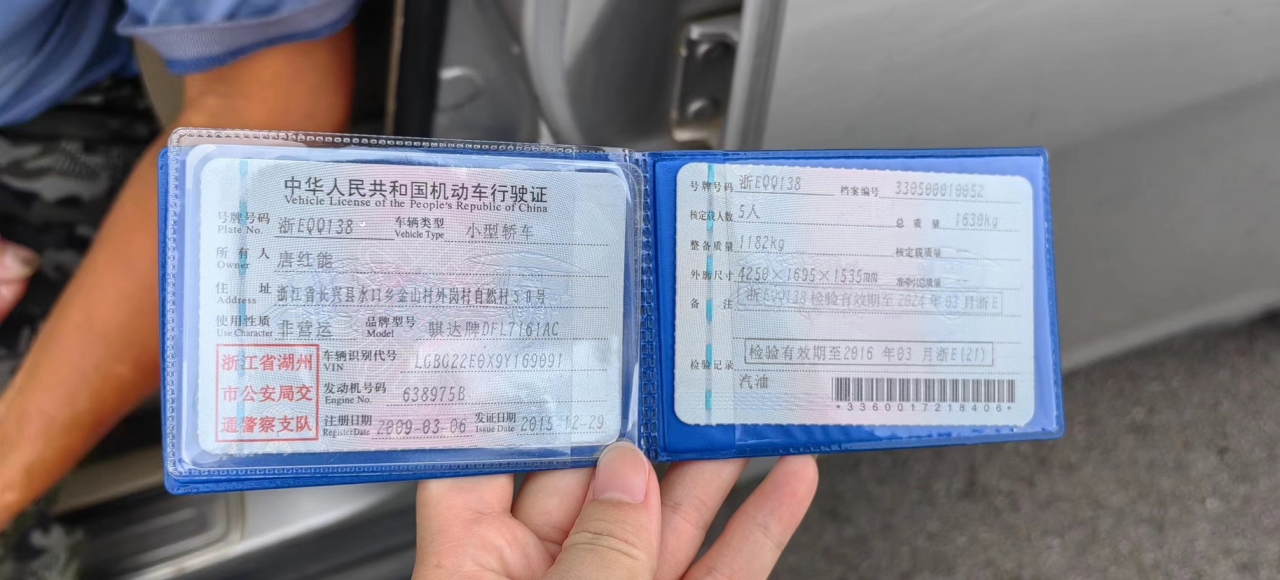 中华人民共和国机动车行驶证
Vehicle License of the People's Republic of China
号牌号码 Plate No. 浙EQQ138 车辆类型 Vehicle Type 小型轿车
所有人 Owner 唐红能
住址 Address 浙江省长兴县水口乡金山村外岗村自然村50号
使用性质 Use Character 非营运 品牌型号 Model 骐达牌DFL7161AC
浙江省湖州
市公安局交
通警察支队
车辆识别代号 VIN LGBG22E0X9Y169091
发动机号码 Engine No. 638975B
注册日期 Register Date 2009-03-06 发证日期 Issue Date 2015-12-29
号牌号码 浙EQQ138 档案编号 330500010052
核定载人数 5人 总质量 1630kg
整备质量 1182kg 核定载质量
外廓尺寸 4250×1695×1535mm 准牵引总质量
备注 浙EQQ138 检验有效期至2024年03月浙E
检验记录 检验有效期至2016年03月浙E(21)
汽油
*3360017218406*